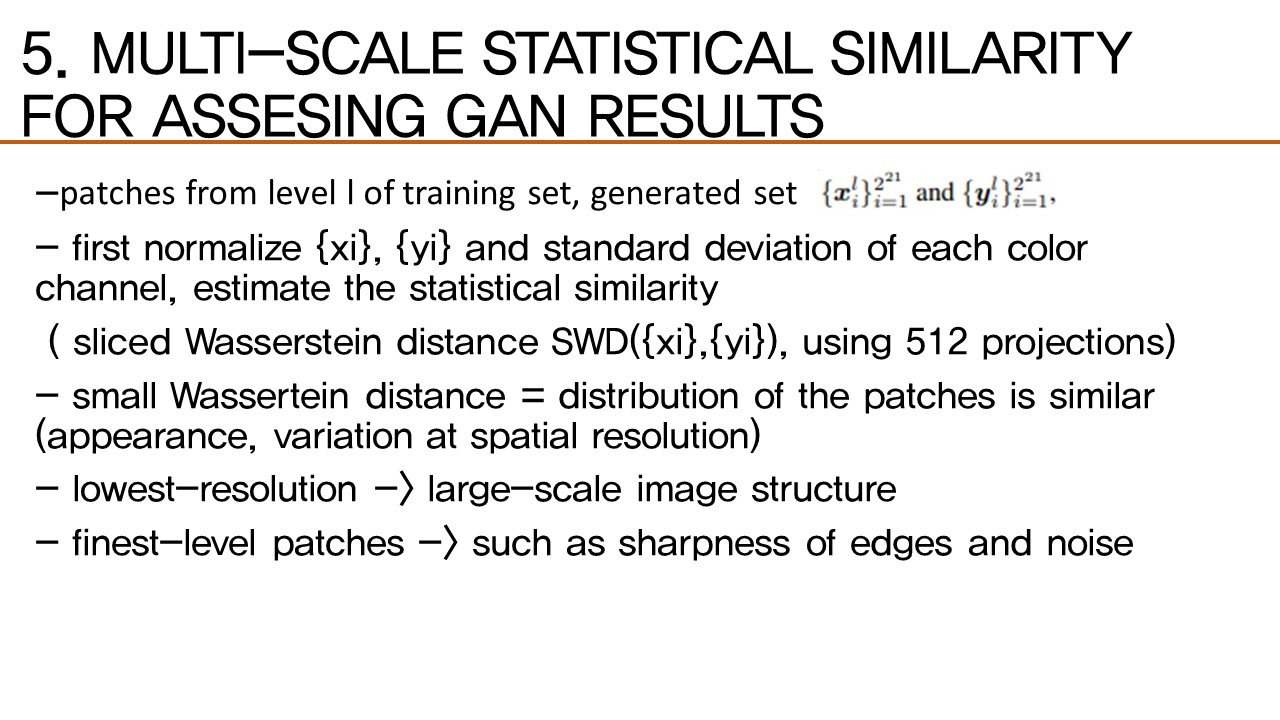 5. MULTI-SCALE STATISTICAL SIMILARITY
FOR ASSESING GAN RESULTS
-patches from level l of training set, generated set {x_i^l}_{i=1}^{2^{21}} and {y_i^l}_{i=1}^{2^{21}},
- first normalize {xi}, {yi} and standard deviation of each color
channel, estimate the statistical similarity
( sliced Wasserstein distance SWD({xi},{yi}), using 512 projections)
- small Wassertein distance = distribution of the patches is similar
(appearance, variation at spatial resolution)
- lowest-resolution -> large-scale image structure
- finest-level patches -> such as sharpness of edges and noise